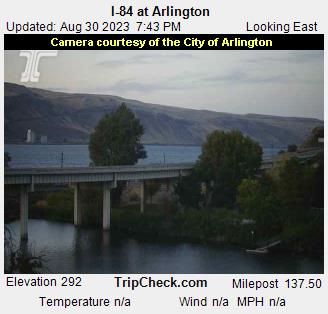 I-84 at Arlington
Updated: Aug 30 2023 7:43 PM Looking East
Camera courtesy of the City of Arlington
Elevation 292 TripCheck.com Milepost 137.50
Temperature n/a Wind n/a MPH n/a